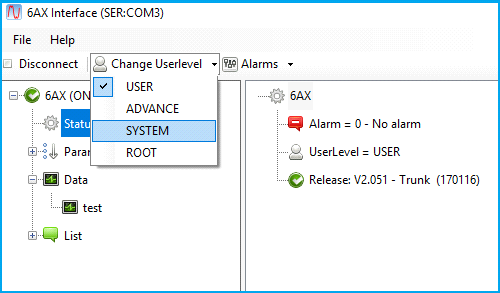 6AX Interface (SER:COM3)
File Help
Disconnect Change Userlevel Alarms
USER
ADVANCE
SYSTEM
ROOT
6AX (ON
Statu
Para
Data
test
List
6AX
Alarm = 0 - No alarm
UserLevel = USER
Release: V2.051 - Trunk (170116)